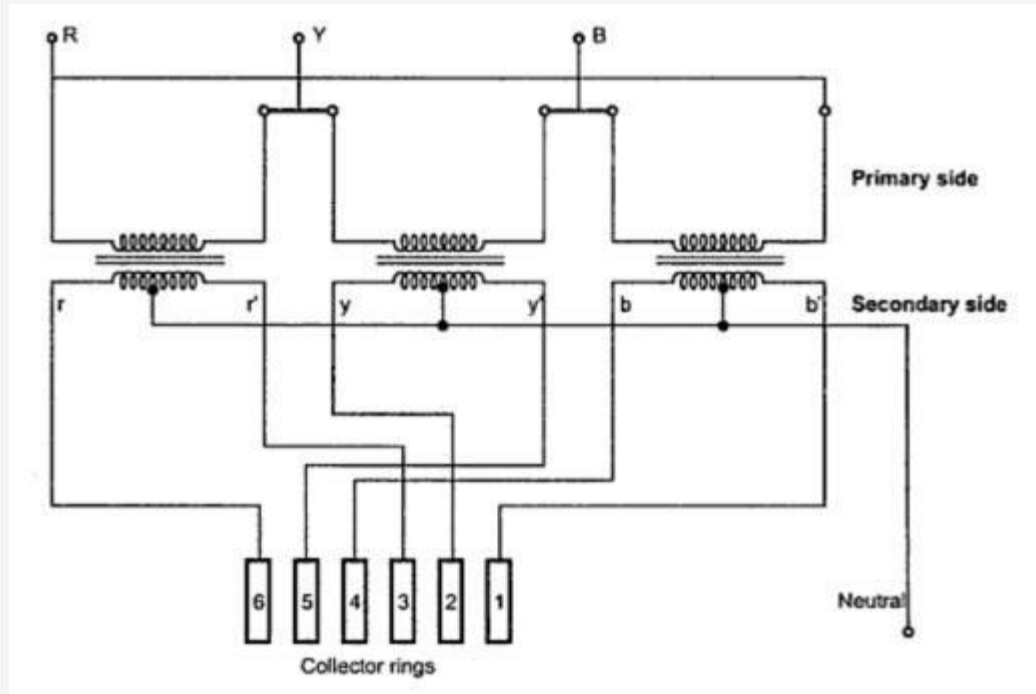 R Y B
Primary side
r r' y y' b b' Secondary side
6 5 4 3 2 1 Neutral
Collector rings